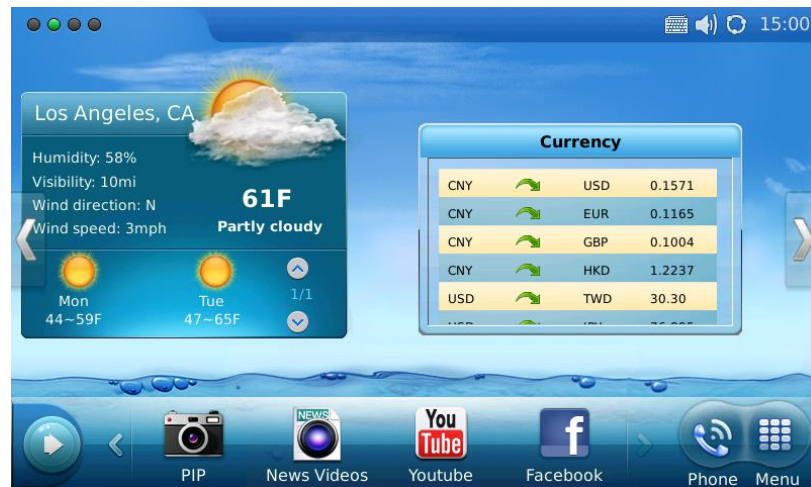 15:00
Los Angeles, CA
Humidity: 58%
Visibility: 10mi
Wind direction: N
Wind speed: 3mph
61F
Partly cloudy
Mon
44~59F
Tue
47~65F
1/1
Currency
CNY USD 0.1571
CNY EUR 0.1165
CNY GBP 0.1004
CNY HKD 1.2237
USD TWD 30.30
NEWS
You
Tube
f
PIP
News Videos
Youtube
Facebook
Phone
Menu